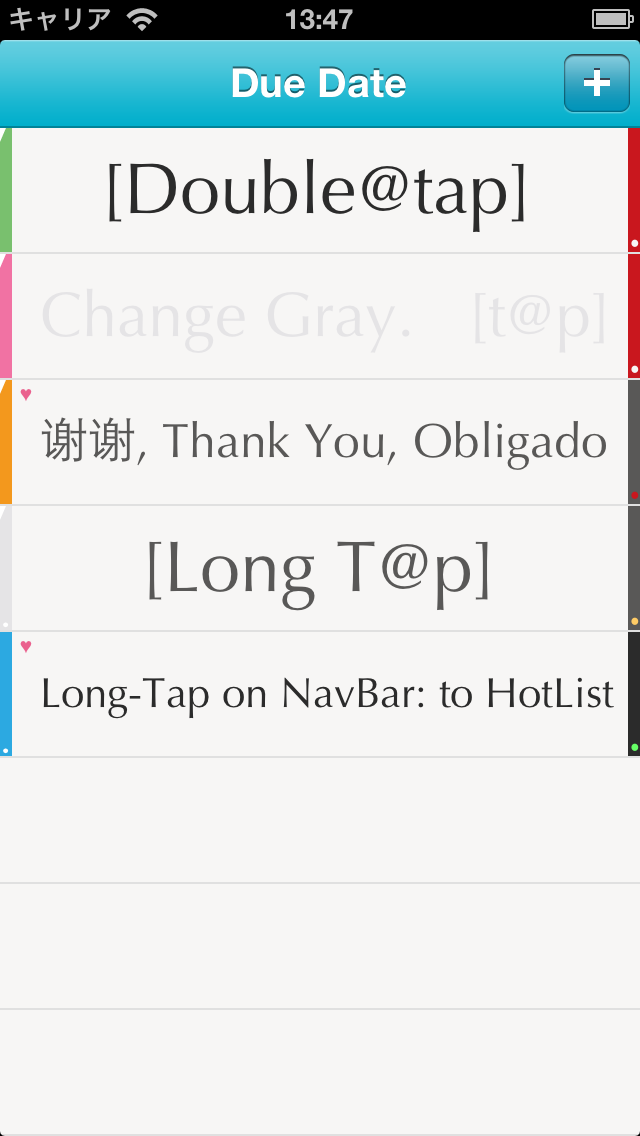 キャリア 13:47
Due Date
[Double@tap]
Change Gray. [t@p]
谢谢, Thank You, Obligado
[Long T@p]
Long-Tap on NavBar: to HotList